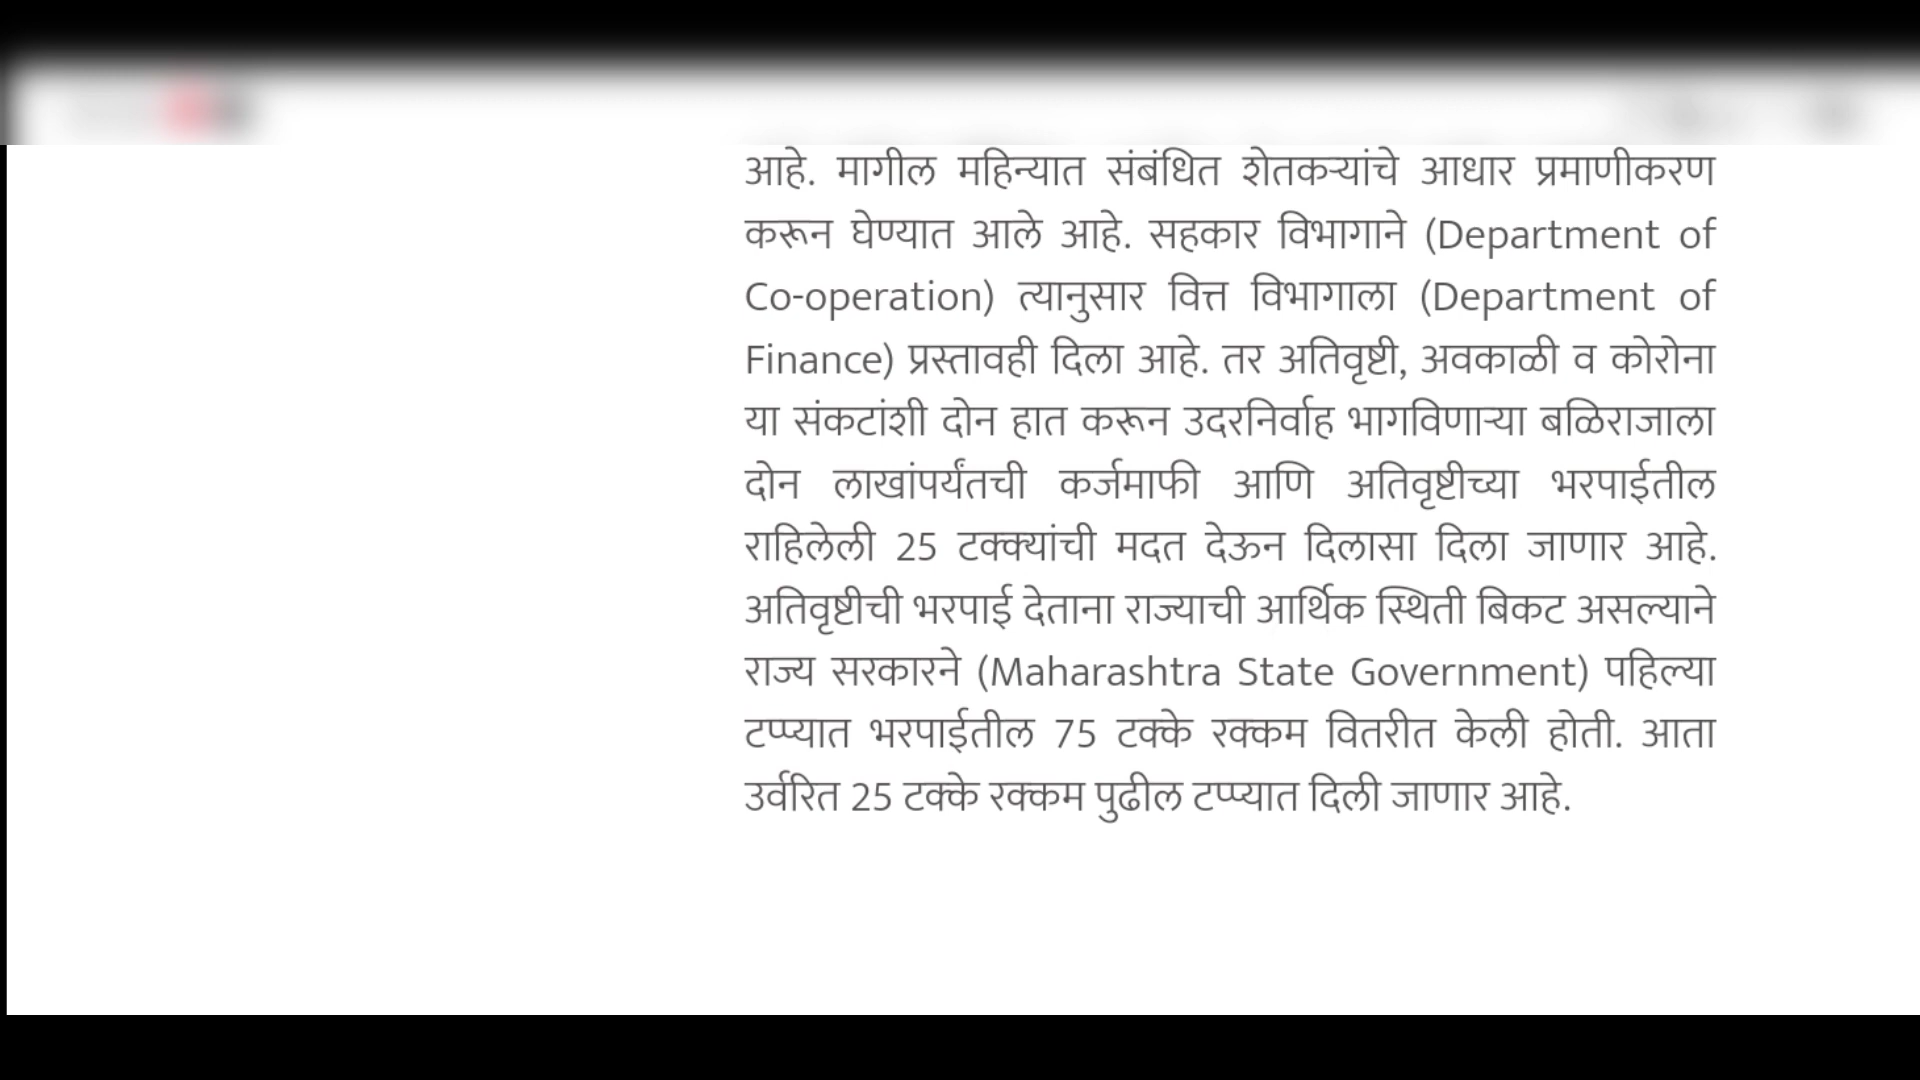 आहे. मागील महिन्यात संबंधित शेतकऱ्यांचे आधार प्रमाणीकरण
करून घेण्यात आले आहे. सहकार विभागाने (Department of
Co-operation) त्यानुसार वित्त विभागाला (Department of
Finance) प्रस्तावही दिला आहे. तर अतिवृष्टी, अवकाळी व कोरोना
या संकटांशी दोन हात करून उदरनिर्वाह भागविणाऱ्या बळिराजाला
दोन लाखांपर्यंतची कर्जमाफी आणि अतिवृष्टीच्या भरपाईतील
राहिलेली 25 टक्क्यांची मदत देऊन दिलासा दिला जाणार आहे.
अतिवृष्टीची भरपाई देताना राज्याची आर्थिक स्थिती बिकट असल्याने
राज्य सरकारने (Maharashtra State Government) पहिल्या
टप्प्यात भरपाईतील 75 टक्के रक्कम वितरीत केली होती. आता
उर्वरित 25 टक्के रक्कम पुढील टप्प्यात दिली जाणार आहे.